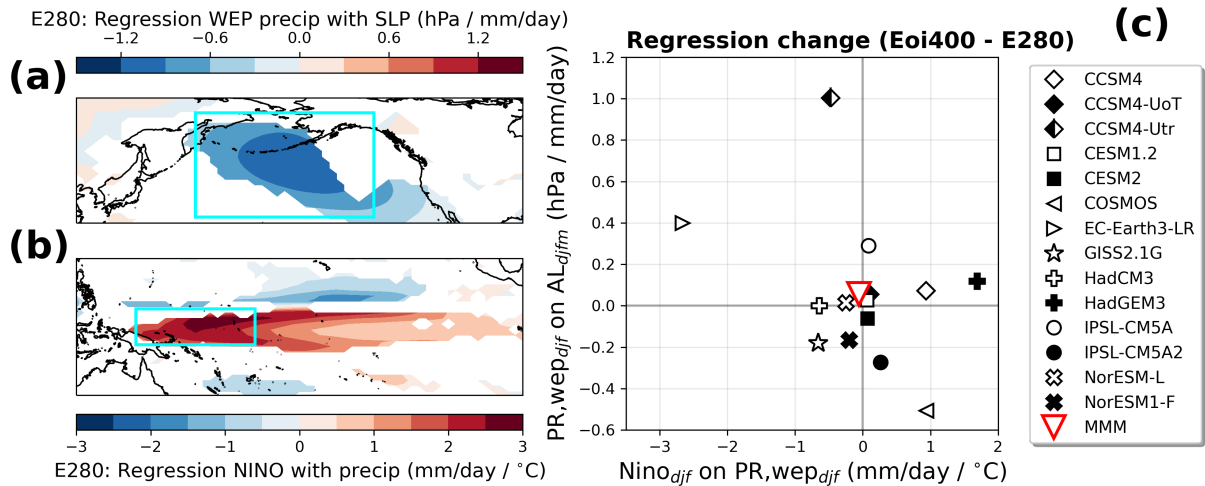 E280: Regression WEP precip with SLP (hPa / mm/day)
−1.2 −0.6 0.0 0.6 1.2
(a)
(b)
−3 −2 −1 0 1 2 3
E280: Regression NINO with precip (mm/day / °C)
(c)
Regression change (Eoi400 - E280)
1.2
1.0
0.8
0.6
0.4
0.2
0.0
−0.2
−0.4
−0.6
PR,wep_djf on AL_djfm (hPa / mm/day)
−3 −2 −1 0 1 2
Nino_djf on PR,wep_djf (mm/day / °C)
CCSM4
CCSM4-UoT
CCSM4-Utr
CESM1.2
CESM2
COSMOS
EC-Earth3-LR
GISS2.1G
HadCM3
HadGEM3
IPSL-CM5A
IPSL-CM5A2
NorESM-L
NorESM1-F
MMM